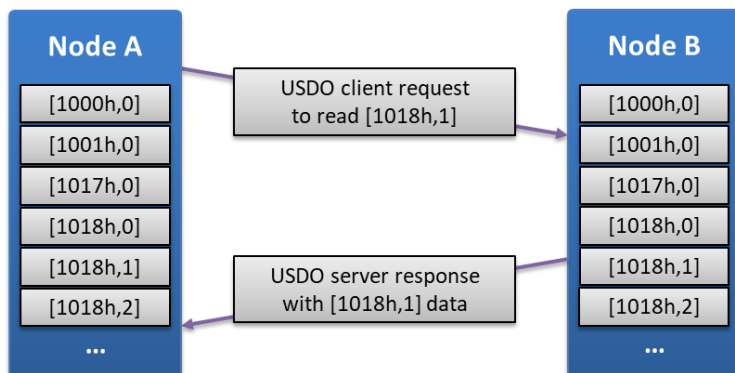 Node A
[1000h,0]
[1001h,0]
[1017h,0]
[1018h,0]
[1018h,1]
[1018h,2]
...
USDO client request
to read [1018h,1]
USDO server response
with [1018h,1] data
Node B
[1000h,0]
[1001h,0]
[1017h,0]
[1018h,0]
[1018h,1]
[1018h,2]
...